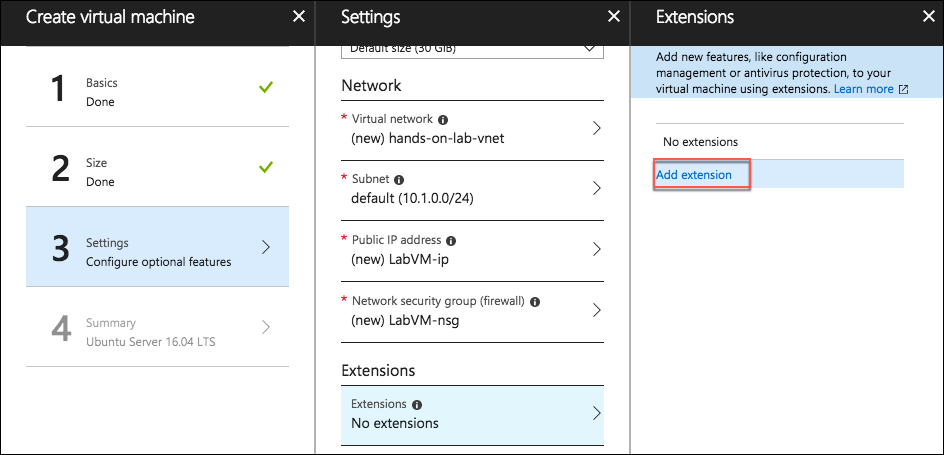 Create virtual machine
1
Basics
Done
2
Size
Done
3
Settings
Configure optional features
4
Summary
Ubuntu Server 16.04 LTS
Settings
Default size (30 GiB)
Network
* Virtual network
(new) hands-on-lab-vnet
* Subnet
default (10.1.0.0/24)
* Public IP address
(new) LabVM-ip
* Network security group (firewall)
(new) LabVM-nsg
Extensions
Extensions
No extensions
Extensions
Add new features, like configuration
management or antivirus protection, to your
virtual machine using extensions. Learn more
No extensions
Add extension